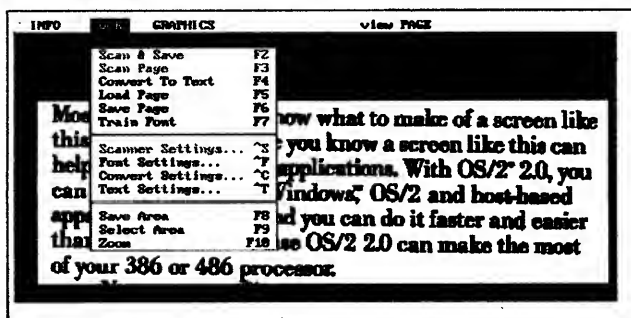 INFO GRAPHICS view PAGE
Scan & Save F2
Scan Page F3
Convert To Text F4
Load Page F5
Save Page F6
Train Font F7
Scanner Settings... ^S
Font Settings... ^F
Convert Settings... ^C
Text Settings... ^T
Save Area F8
Select Area F9
Zoom F10
Mos now what to make of a screen like
this you know a screen like this can
help applications. With OS/2® 2.0, you
can Windows,™ OS/2 and host-based
app d you can do it faster and easier
than se OS/2 2.0 can make the most
of your 386 or 486 processor.